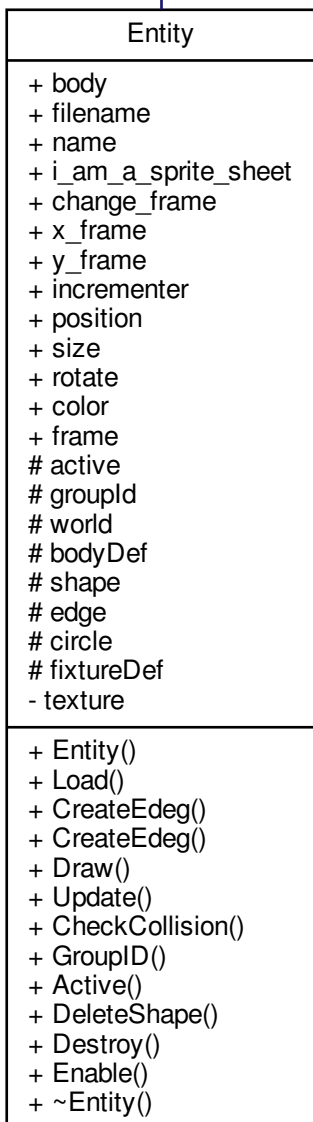 Entity
+ body
+ filename
+ name
+ i_am_a_sprite_sheet
+ change_frame
+ x_frame
+ y_frame
+ incrementer
+ position
+ size
+ rotate
+ color
+ frame
# active
# groupId
# world
# bodyDef
# shape
# edge
# circle
# fixtureDef
- texture
+ Entity()
+ Load()
+ CreateEdeg()
+ CreateEdeg()
+ Draw()
+ Update()
+ CheckCollision()
+ GroupID()
+ Active()
+ DeleteShape()
+ Destroy()
+ Enable()
+ ~Entity()